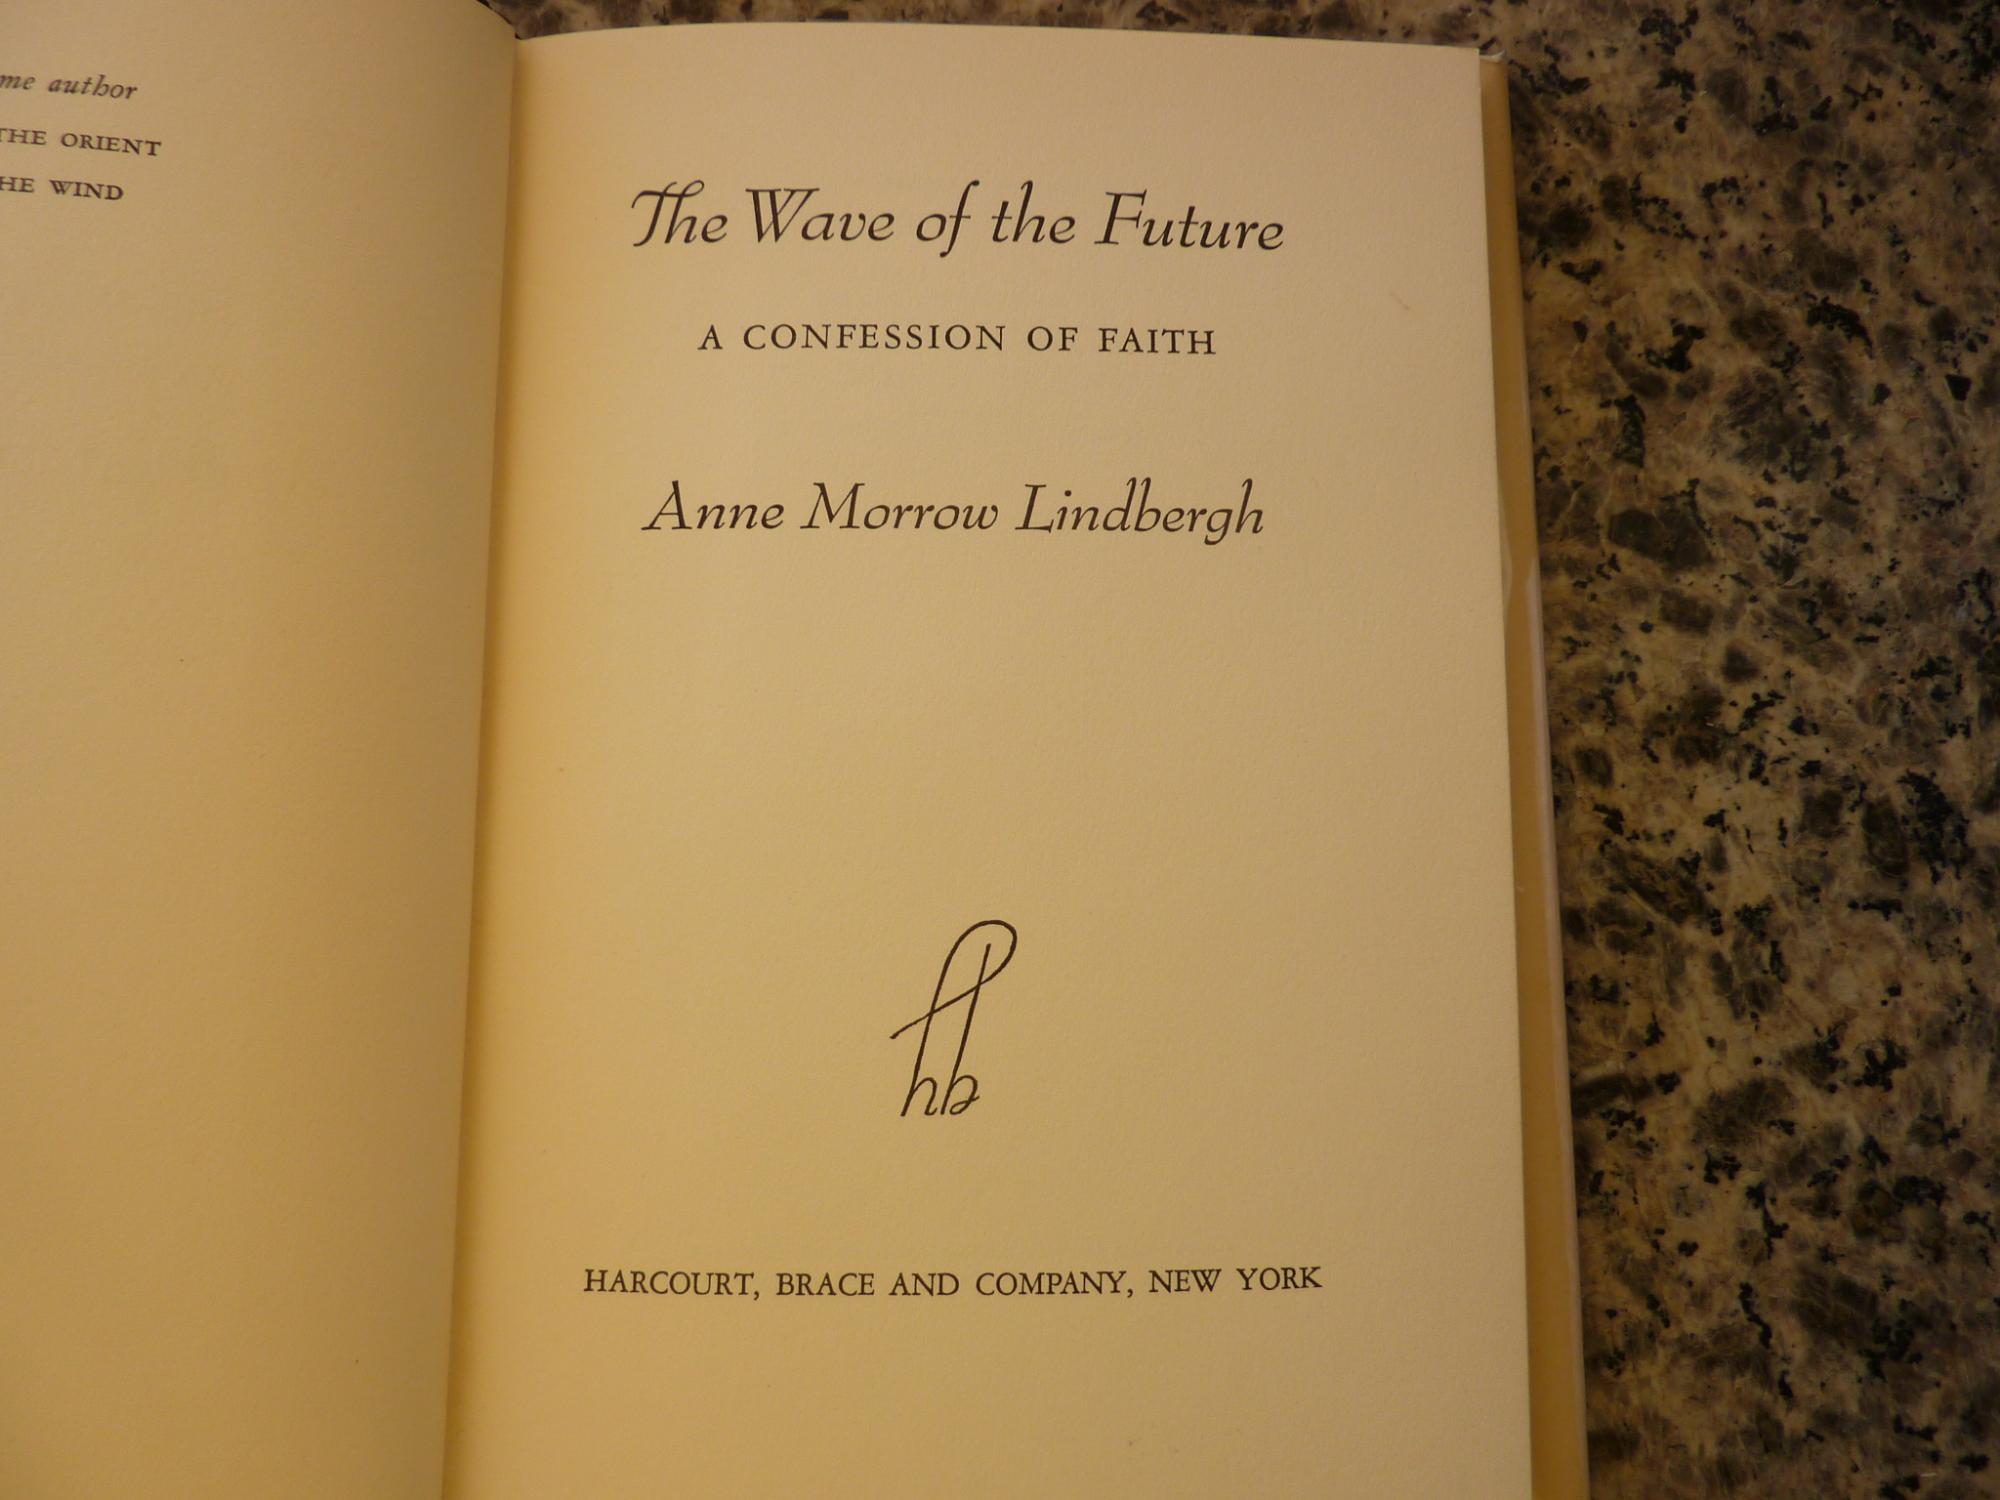 me author
THE ORIENT
HE WIND
The Wave of the Future
A CONFESSION OF FAITH
Anne Morrow Lindbergh
hb
HARCOURT, BRACE AND COMPANY, NEW YORK